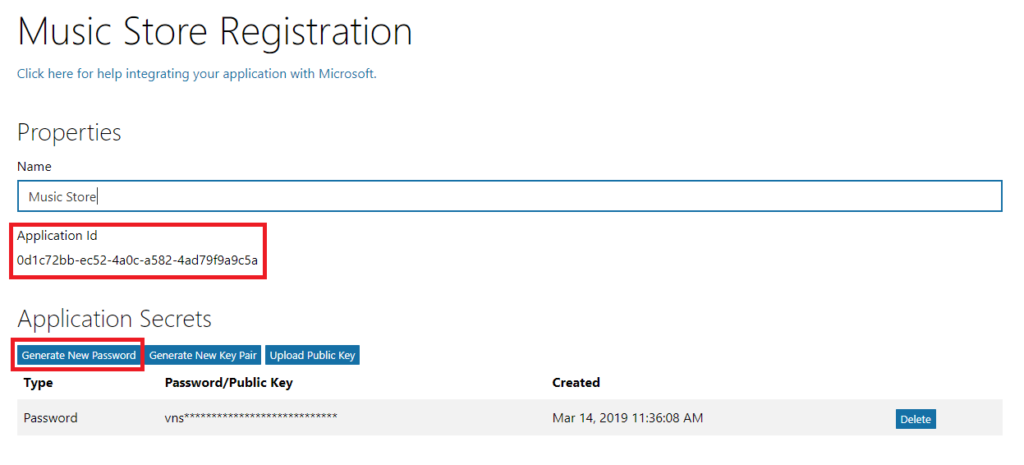 Music Store Registration
Click here for help integrating your application with Microsoft.
Properties
Name
Music Store
Application Id
0d1c72bb-ec52-4a0c-a582-4ad79f9a9c5a
Application Secrets
Generate New Password Generate New Key Pair Upload Public Key
Type Password/Public Key Created
Password vns**************************** Mar 14, 2019 11:36:08 AM Delete